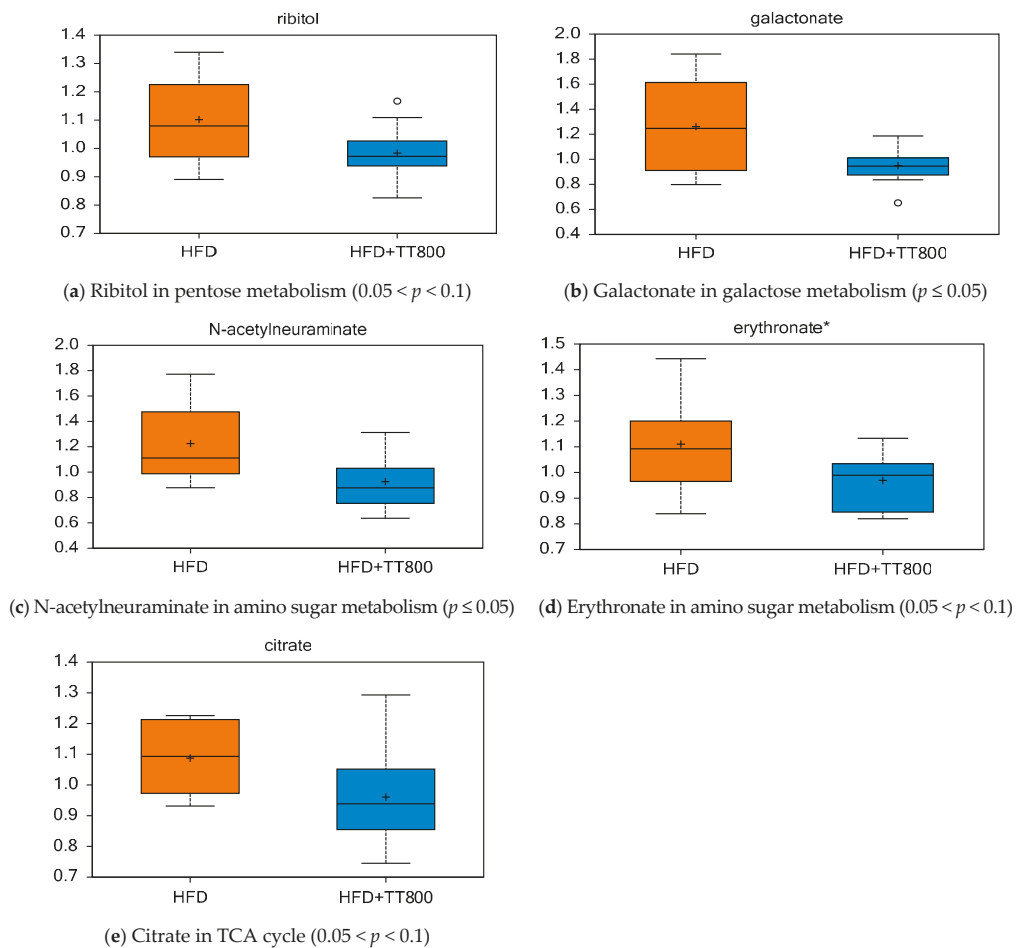 ribitol
1.4
1.3
1.2
1.1
1.0
0.9
0.8
0.7
HFD
HFD+TT800
(a) Ribitol in pentose metabolism (0.05 < p < 0.1)
galactonate
2.0
1.8
1.6
1.4
1.2
1.0
0.8
0.6
0.4
HFD
HFD+TT800
(b) Galactonate in galactose metabolism (p ≤ 0.05)
N-acetylneuraminate
2.0
1.8
1.6
1.4
1.2
1.0
0.8
0.6
0.4
HFD
HFD+TT800
(c) N-acetylneuraminate in amino sugar metabolism (p ≤ 0.05)
erythronate*
1.5
1.4
1.3
1.2
1.1
1.0
0.9
0.8
0.7
HFD
HFD+TT800
(d) Erythronate in amino sugar metabolism (0.05 < p < 0.1)
citrate
1.4
1.3
1.2
1.1
1.0
0.9
0.8
0.7
HFD
HFD+TT800
(e) Citrate in TCA cycle (0.05 < p < 0.1)